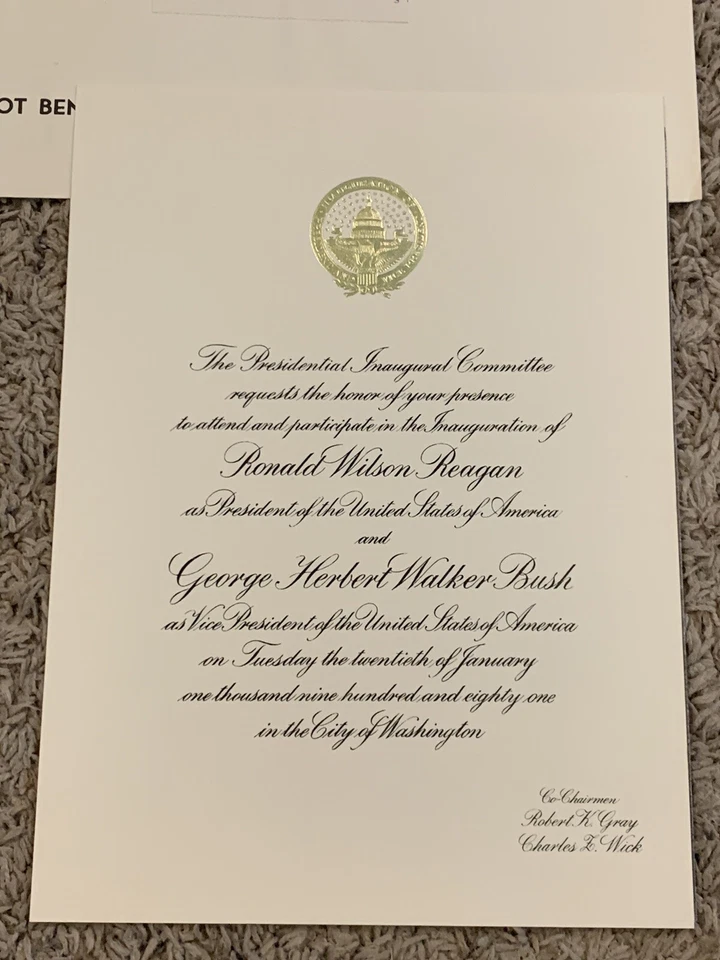 OT BEN
The Presidential Inaugural Committee
requests the honor of your presence
to attend and participate in the Inauguration of
Ronald Wilson Reagan
as President of the United States of America
and
George Herbert Walker Bush
as Vice President of the United States of America
on Tuesday the twentieth of January
one thousand nine hundred and eighty one
in the City of Washington
Co-Chairmen
Robert K. Gray
Charles Z. Wick